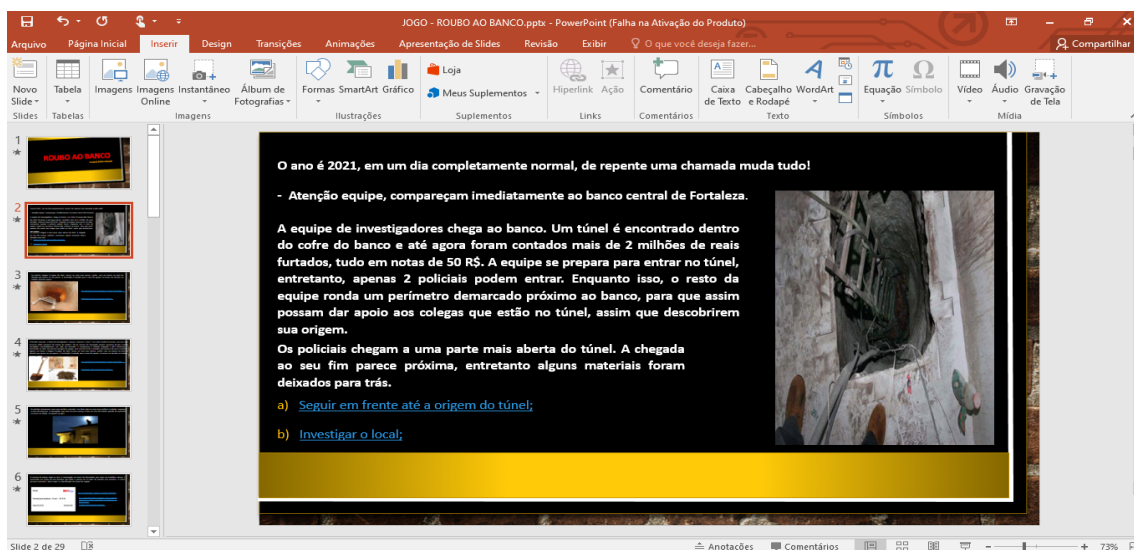 JOGO - ROUBO AO BANCO.pptx - PowerPoint (Falha na Ativação do Produto)
Arquivo Página Inicial Inserir Design Transições Animações Apresentação de Slides Revisão Exibir O que você deseja fazer... Compartilhar
Novo Slide Tabela Imagens Imagens Online Instantâneo Álbum de Fotografias Formas SmartArt Gráfico Loja Meus Suplementos Hiperlink Ação Comentário Caixa de Texto Cabeçalho e Rodapé WordArt Equação Símbolo Vídeo Áudio Gravação de Tela
Slides Tabelas Imagens Ilustrações Suplementos Links Comentários Texto Símbolos Mídia
1
ROUBO AO BANCO
2
3
4
5
6
O ano é 2021, em um dia completamente normal, de repente uma chamada muda tudo!
- Atenção equipe, compareçam imediatamente ao banco central de Fortaleza.
A equipe de investigadores chega ao banco. Um túnel é encontrado dentro
do cofre do banco e até agora foram contados mais de 2 milhões de reais
furtados, tudo em notas de 50 R$. A equipe se prepara para entrar no túnel,
entretanto, apenas 2 policiais podem entrar. Enquanto isso, o resto da
equipe ronda um perímetro demarcado próximo ao banco, para que assim
possam dar apoio aos colegas que estão no túnel, assim que descobrirem
sua origem.
Os policiais chegam a uma parte mais aberta do túnel. A chegada
ao seu fim parece próxima, entretanto alguns materiais foram
deixados para trás.
a) Seguir em frente até a origem do túnel;
b) Investigar o local;
Slide 2 de 29 Anotações Comentários 73%